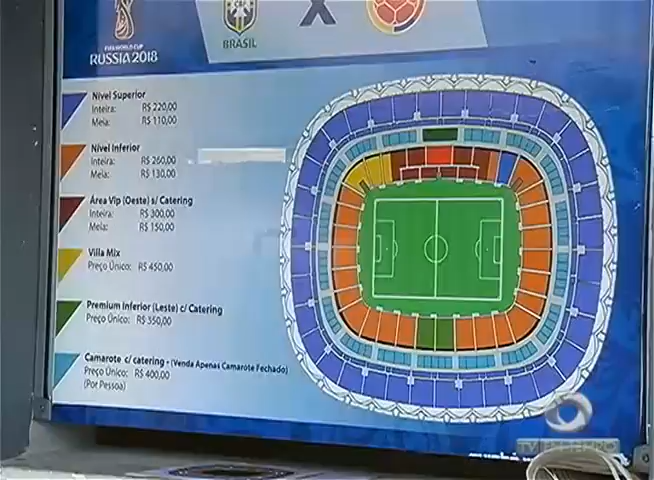 FIFA WORLD CUP
RUSSIA 2018
BRASIL
X
Nível Superior
Inteira: R$ 220,00
Meia: R$ 110,00
Nível Inferior
Inteira: R$ 260,00
Meia: R$ 130,00
Área Vip (Oeste) s/ Catering
Inteira: R$ 300,00
Meia: R$ 150,00
Villa Mix
Preço Único: R$ 450,00
Premium Inferior (Leste) c/ Catering
Preço Único: R$ 350,00
Camarote c/ catering - (Venda Apenas Camarote Fechado)
Preço Único: R$ 400,00
(Por Pessoa)
TV EM TEMPO